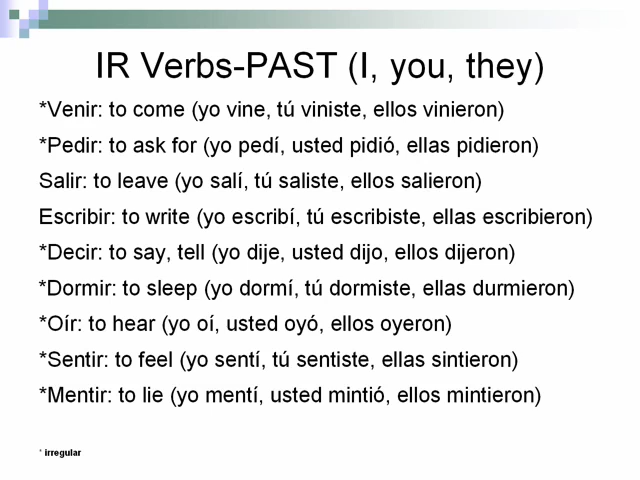 IR Verbs-PAST (I, you, they)
*Venir: to come (yo vine, tú viniste, ellos vinieron)
*Pedir: to ask for (yo pedí, usted pidió, ellas pidieron)
Salir: to leave (yo salí, tú saliste, ellos salieron)
Escribir: to write (yo escribí, tú escribiste, ellas escribieron)
*Decir: to say, tell (yo dije, usted dijo, ellos dijeron)
*Dormir: to sleep (yo dormí, tú dormiste, ellas durmieron)
*Oír: to hear (yo oí, usted oyó, ellos oyeron)
*Sentir: to feel (yo sentí, tú sentiste, ellas sintieron)
*Mentir: to lie (yo mentí, usted mintió, ellos mintieron)
* irregular